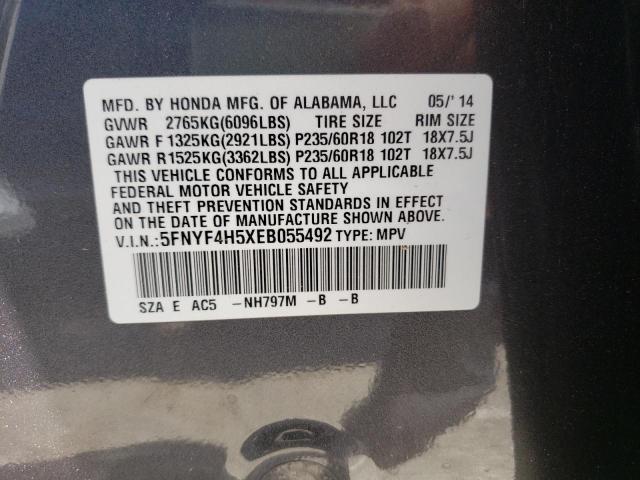 MFD. BY HONDA MFG. OF ALABAMA, LLC 05/'14
GVWR 2765KG(6096LBS) TIRE SIZE RIM SIZE
GAWR F 1325KG(2921LBS) P235/60R18 102T 18X7.5J
GAWR R1525KG(3362LBS) P235/60R18 102T 18X7.5J
THIS VEHICLE CONFORMS TO ALL APPLICABLE
FEDERAL MOTOR VEHICLE SAFETY
AND THEFT PREVENTION STANDARDS IN EFFECT
ON THE DATE OF MANUFACTURE SHOWN ABOVE.
V.I.N.:5FNYF4H5XEB055492 TYPE: MPV
SZA E AC5 -NH797M -B -B